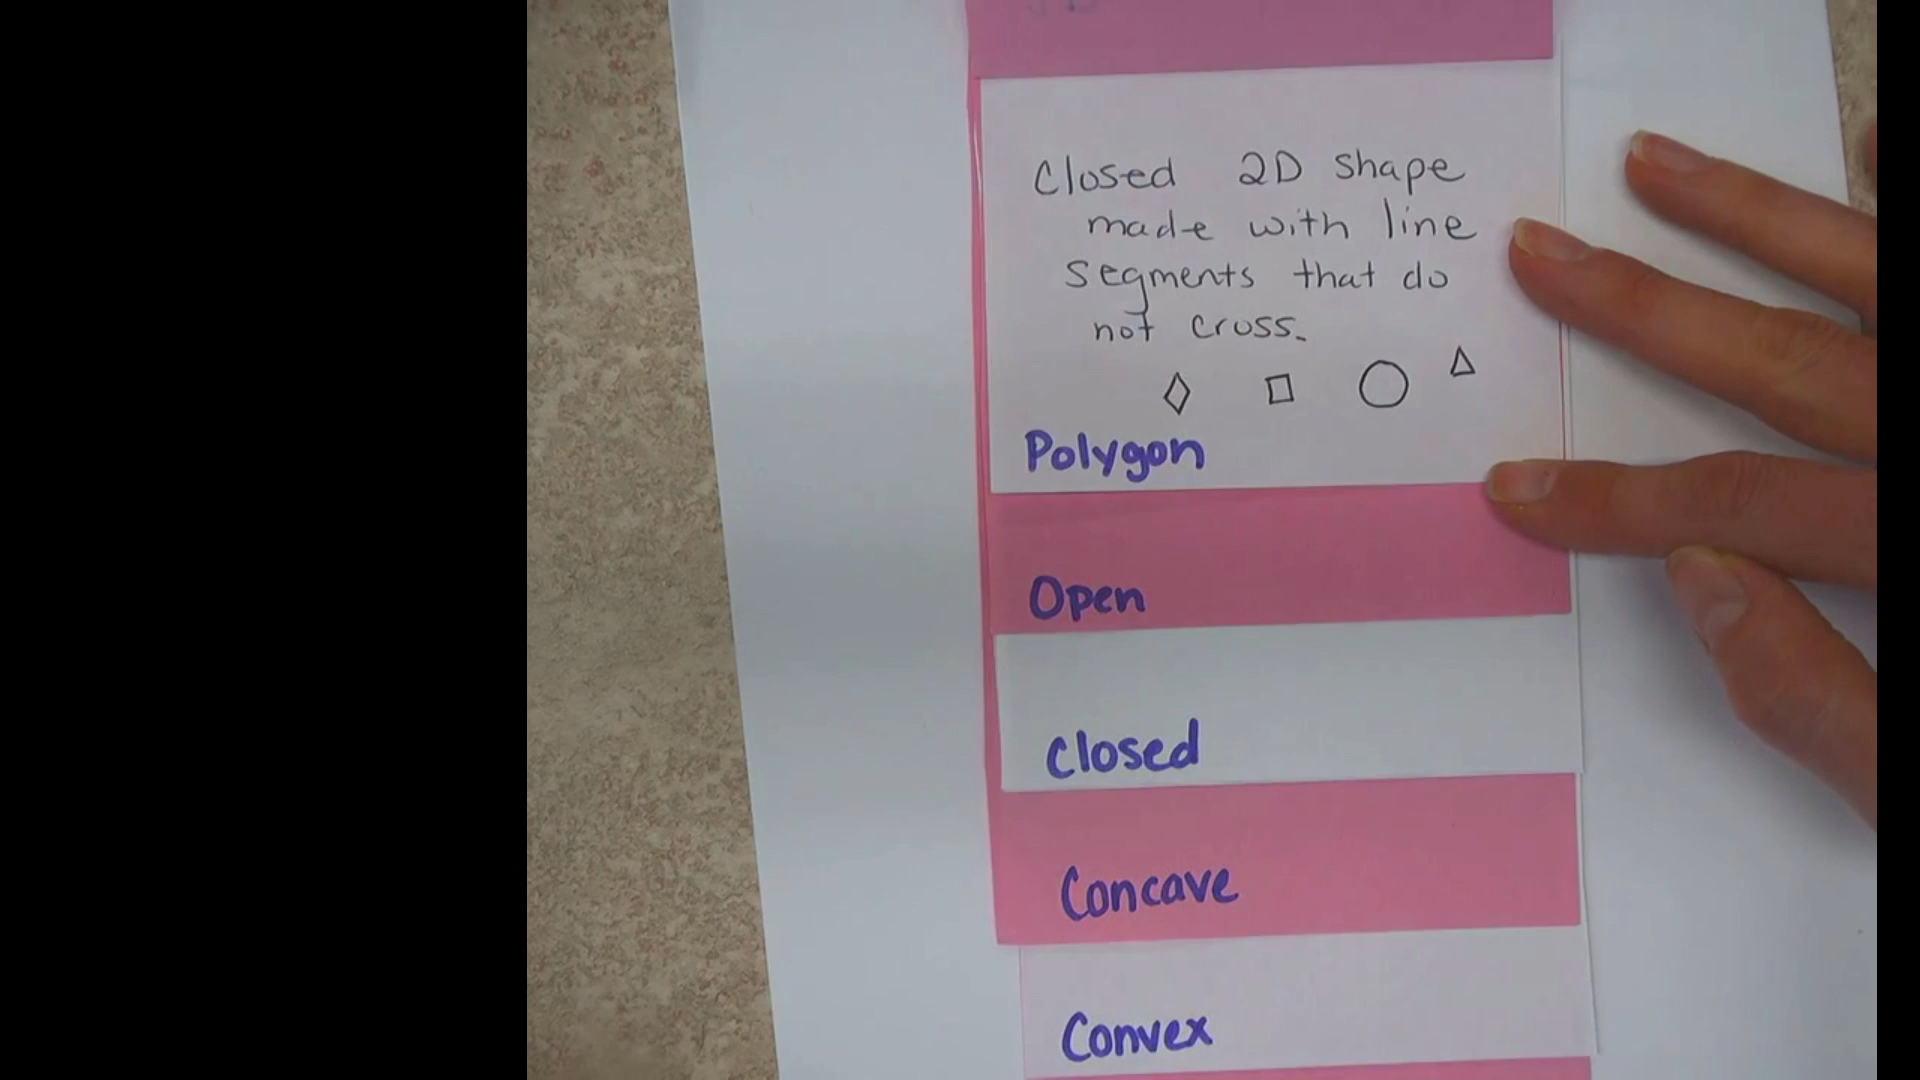 Closed 2D shape
made with line
segments that do
not cross.
Polygon
Open
Closed
Concave
Convex